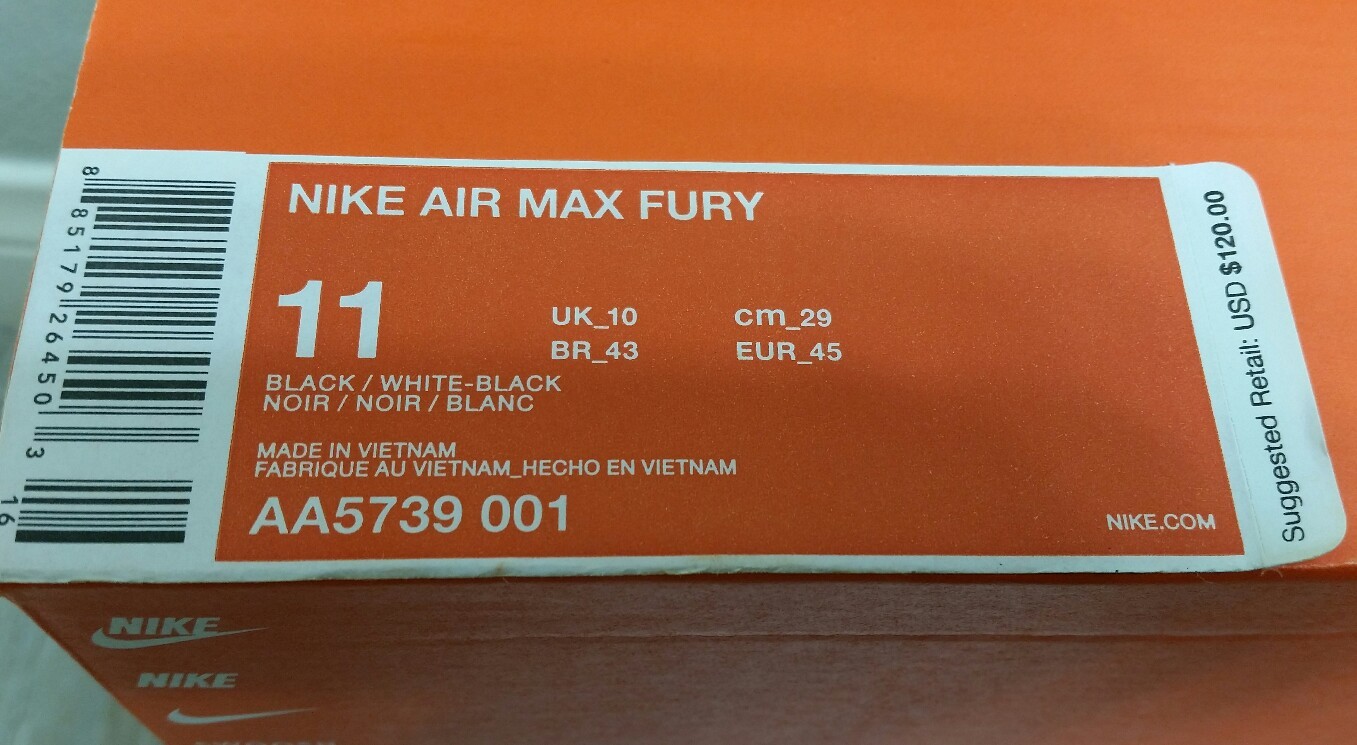 NIKE AIR MAX FURY
11
UK_10 cm_29
BR_43 EUR_45
BLACK / WHITE-BLACK
NOIR / NOIR / BLANC
MADE IN VIETNAM
FABRIQUE AU VIETNAM_HECHO EN VIETNAM
AA5739 001
NIKE.COM
Suggested Retail: USD $120.00
8 85179 26450 3
16
NIKE
NIKE